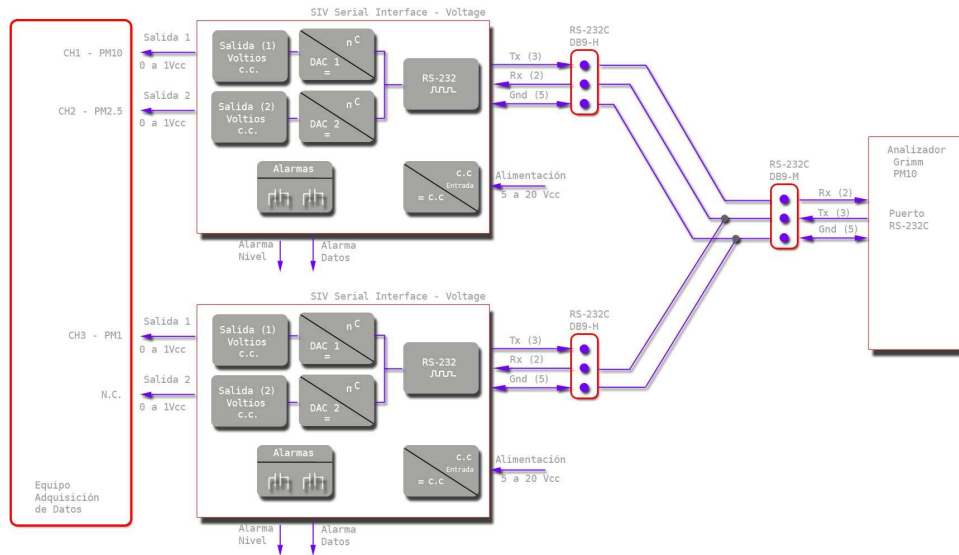 SIV Serial Interface - Voltage
CH1 - PM10
Salida 1
0 a 1Vcc
CH2 - PM2.5
Salida 2
0 a 1Vcc
Salida (1)
Voltios
c.c.
n C
DAC 1
=
Salida (2)
Voltios
c.c.
n C
DAC 2
=
RS-232
Alarmas
c.c
Entrada
= c.c.
Tx (3)
Rx (2)
Gnd (5)
Alimentación
5 a 20 Vcc
Alarma
Nivel
Alarma
Datos
RS-232C
DB9-H
RS-232C
DB9-M
Rx (2)
Tx (3)
Gnd (5)
Analizador
Grimm
PM10
Puerto
RS-232C
SIV Serial Interface - Voltage
CH3 - PM1
Salida 1
0 a 1Vcc
N.C.
Salida 2
0 a 1Vcc
Salida (1)
Voltios
c.c.
n C
DAC 1
=
Salida (2)
Voltios
c.c.
n C
DAC 2
=
RS-232
Alarmas
c.c
Entrada
= c.c.
Tx (3)
Rx (2)
Gnd (5)
RS-232C
DB9-H
Alimentación
5 a 20 Vcc
Alarma
Nivel
Alarma
Datos
Equipo
Adquisición
de Datos